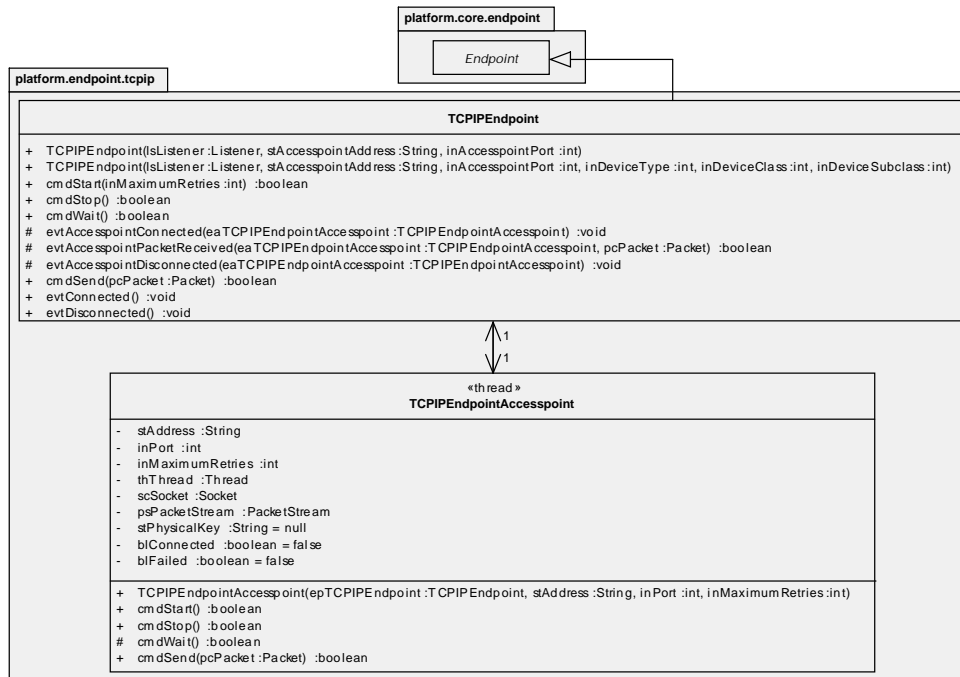 platform.core.endpoint
Endpoint
platform.endpoint.tcpip
TCPIPEndpoint
+ TCPIPEndpoint(lsListener :Listener, stAccesspointAddress :String, inAccesspointPort :int)
+ TCPIPEndpoint(lsListener :Listener, stAccesspointAddress :String, inAccesspointPort :int, inDeviceType :int, inDeviceClass :int, inDeviceSubclass :int)
+ cmdStart(inMaximumRetries :int) :boolean
+ cmdStop() :boolean
+ cmdWait() :boolean
# evtAccesspointConnected(eaTCPIPEndpointAccesspoint :TCPIPEndpointAccesspoint) :void
# evtAccesspointPacketReceived(eaTCPIPEndpointAccesspoint :TCPIPEndpointAccesspoint, pcPacket :Packet) :boolean
# evtAccesspointDisconnected(eaTCPIPEndpointAccesspoint :TCPIPEndpointAccesspoint) :void
+ cmdSend(pcPacket :Packet) :boolean
+ evtConnected() :void
+ evtDisconnected() :void
1
1
«thread»
TCPIPEndpointAccesspoint
- stAddress :String
- inPort :int
- inMaximumRetries :int
- thThread :Thread
- scSocket :Socket
- psPacketStream :PacketStream
- stPhysicalKey :String = null
- blConnected :boolean = false
- blFailed :boolean = false
+ TCPIPEndpointAccesspoint(epTCPIPEndpoint :TCPIPEndpoint, stAddress :String, inPort :int, inMaximumRetries :int)
+ cmdStart() :boolean
+ cmdStop() :boolean
# cmdWait() :boolean
+ cmdSend(pcPacket :Packet) :boolean